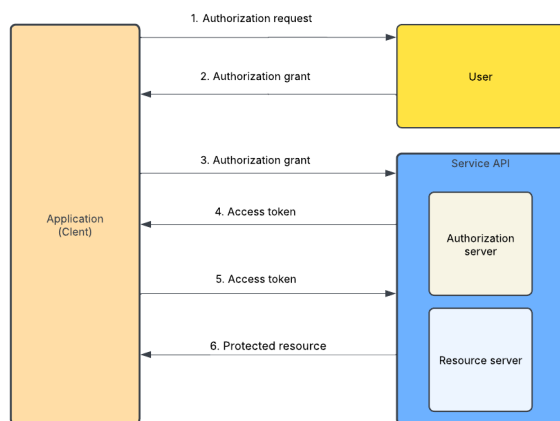 1. Authorization request
User
2. Authorization grant
3. Authorization grant
Service API
4. Access token
Application
(Clent)
Authorization
server
5. Access token
6. Protected resource
Resource server